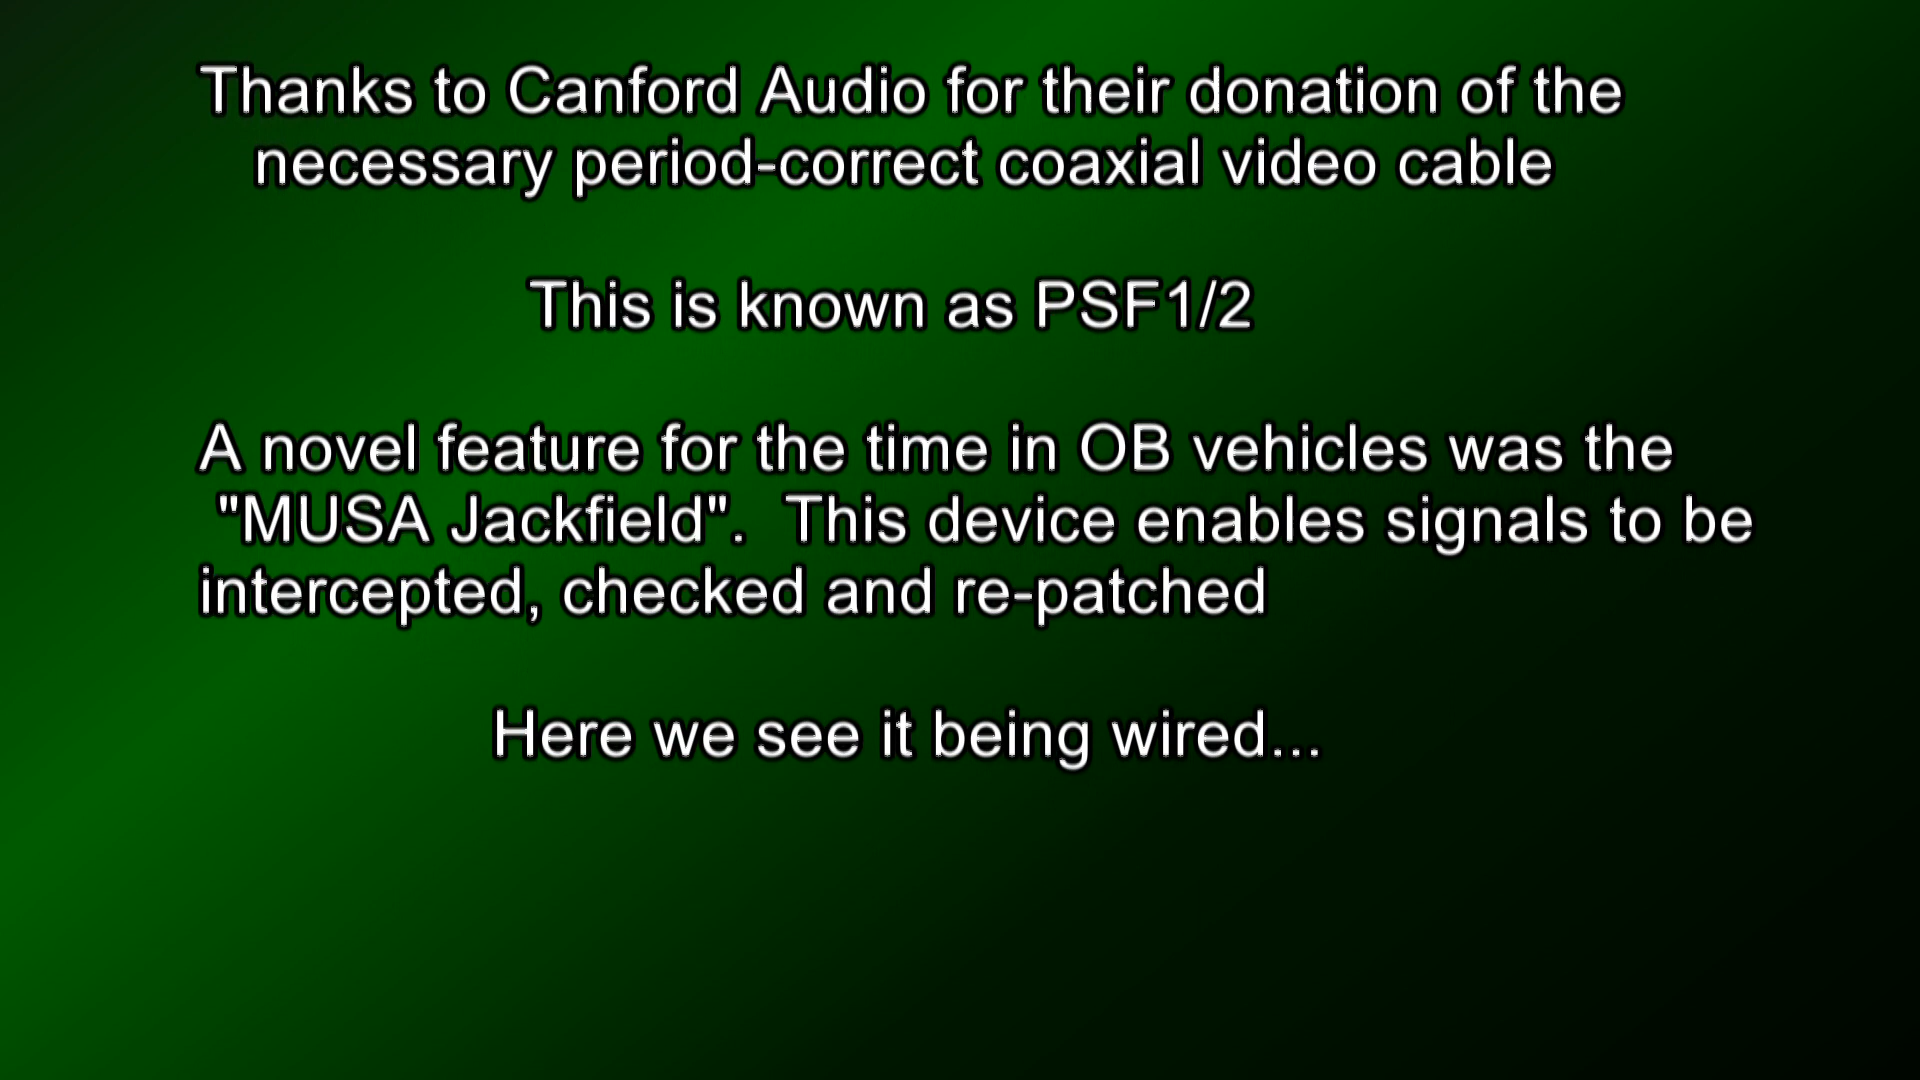 Thanks to Canford Audio for their donation of the
necessary period-correct coaxial video cable
This is known as PSF1/2
A novel feature for the time in OB vehicles was the
"MUSA Jackfield".  This device enables signals to be
intercepted, checked and re-patched
Here we see it being wired...